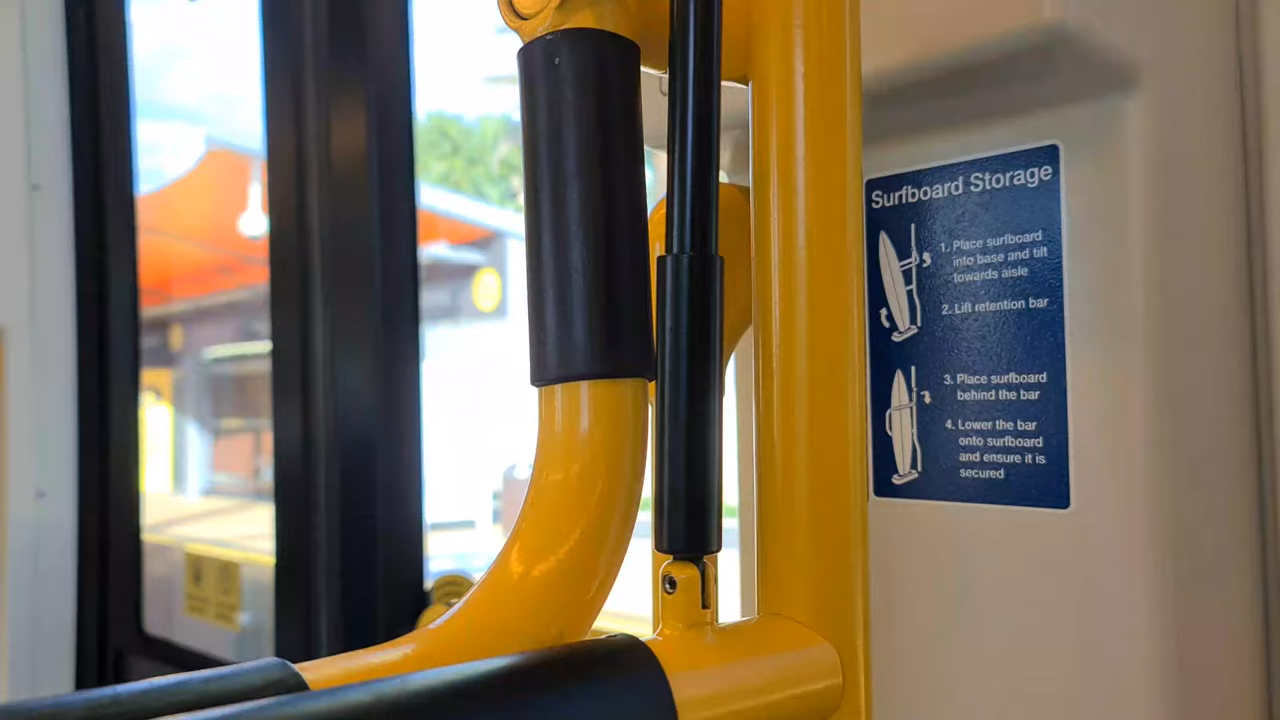 Surfboard Storage
1. Place surfboard
into base and tilt
towards aisle
2. Lift retention bar
3. Place surfboard
behind the bar
4. Lower the bar
onto surfboard
and ensure it is
secured